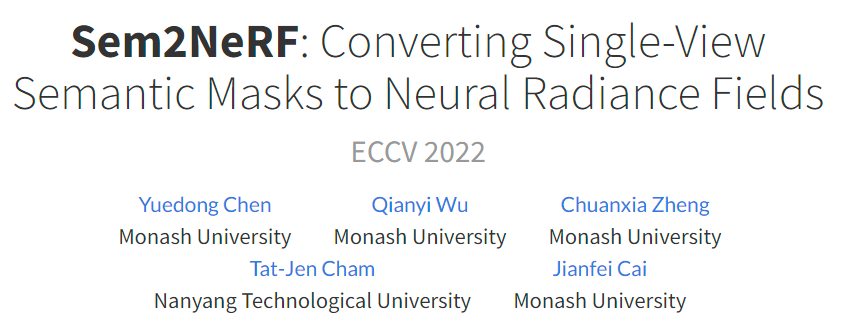 Sem2NeRF: Converting Single-View
Semantic Masks to Neural Radiance Fields
ECCV 2022
Yuedong Chen Qianyi Wu Chuanxia Zheng
Monash University Monash University Monash University
Tat-Jen Cham Jianfei Cai
Nanyang Technological University Monash University